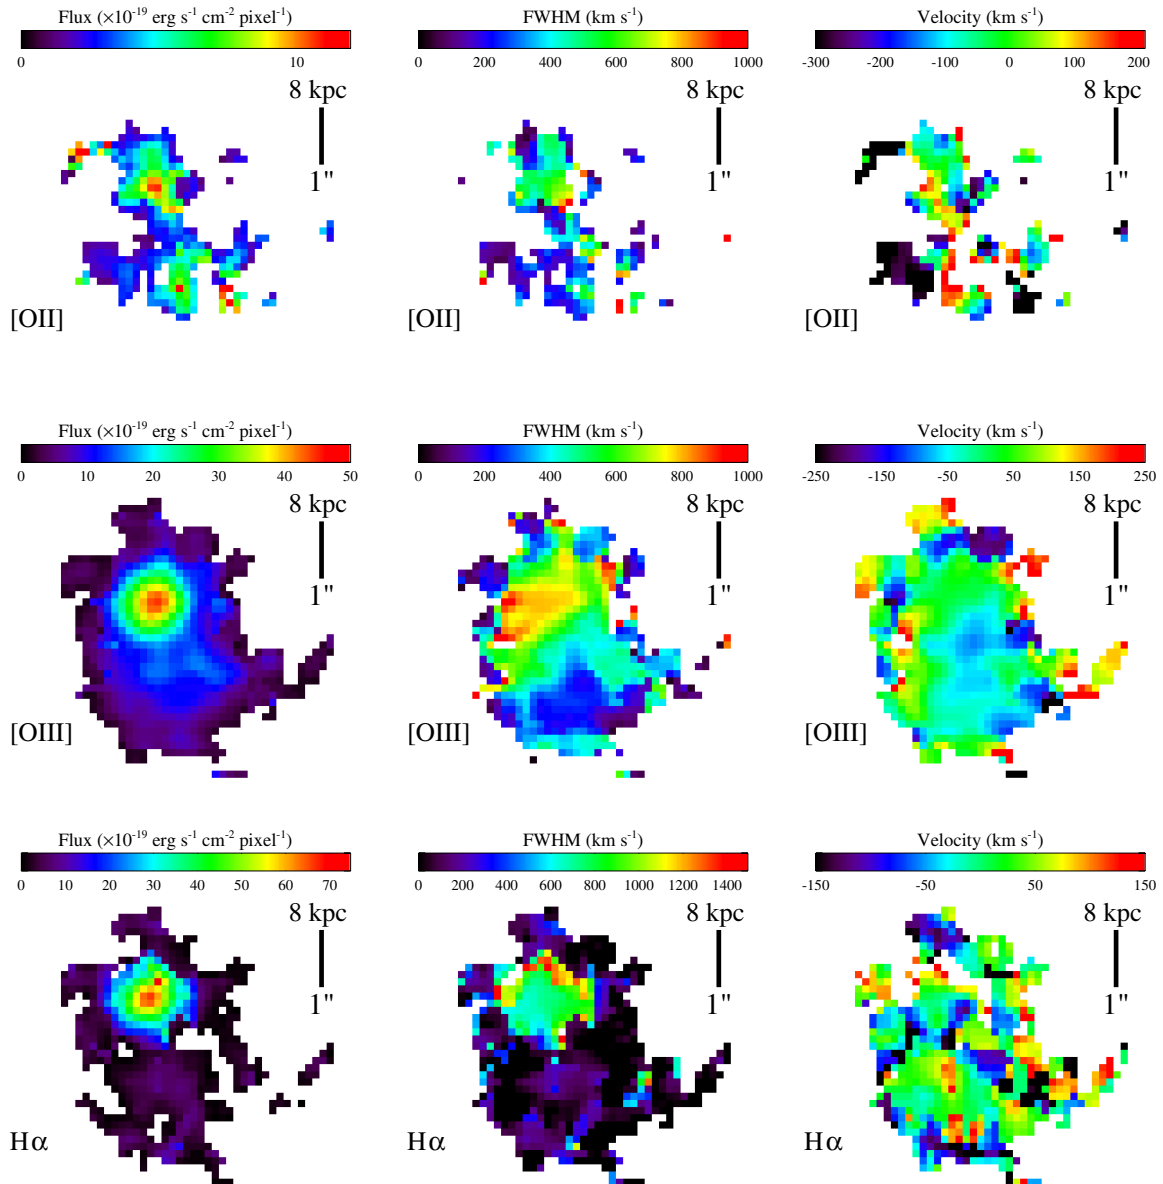 Flux (×10⁻¹⁹ erg s⁻¹ cm⁻² pixel⁻¹) FWHM (km s⁻¹) Velocity (km s⁻¹)
0 10 0 200 400 600 800 1000 -300 -200 -100 0 100 200
8 kpc 8 kpc 8 kpc
1" 1" 1"
[OII] [OII] [OII]
Flux (×10⁻¹⁹ erg s⁻¹ cm⁻² pixel⁻¹) FWHM (km s⁻¹) Velocity (km s⁻¹)
0 10 20 30 40 50 0 200 400 600 800 1000 -250 -150 -50 50 150 250
8 kpc 8 kpc 8 kpc
1" 1" 1"
[OIII] [OIII] [OIII]
Flux (×10⁻¹⁹ erg s⁻¹ cm⁻² pixel⁻¹) FWHM (km s⁻¹) Velocity (km s⁻¹)
0 10 20 30 40 50 60 70 0 200 400 600 800 1000 1200 1400 -150 -50 50 150
8 kpc 8 kpc 8 kpc
1" 1" 1"
Hα Hα Hα